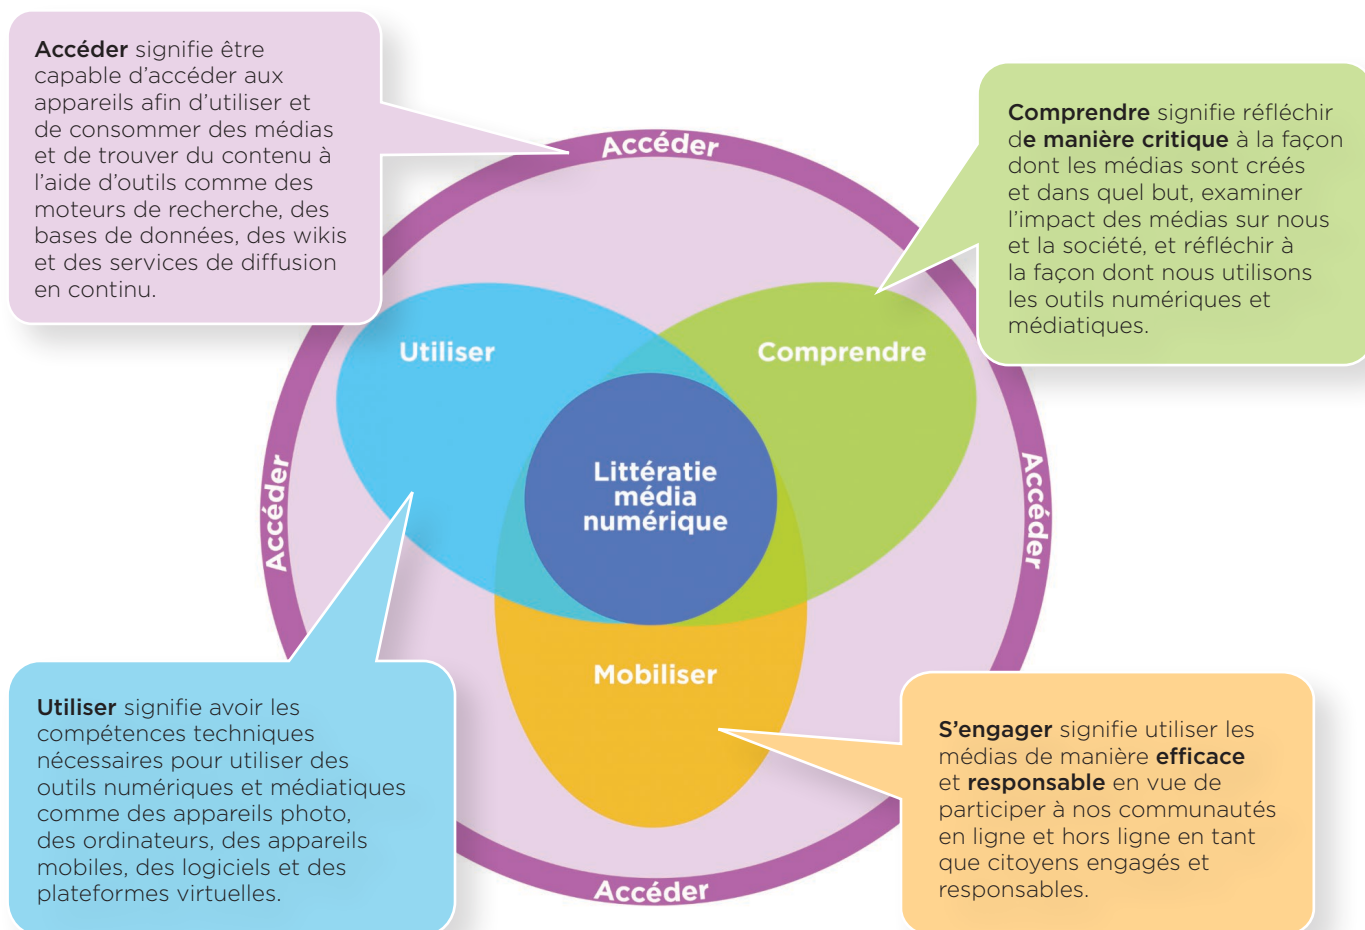 Accéder signifie être
capable d'accéder aux
appareils afin d'utiliser et
de consommer des médias
et de trouver du contenu à
l'aide d'outils comme des
moteurs de recherche, des
bases de données, des wikis
et des services de diffusion
en continu.
Comprendre signifie réfléchir
de manière critique à la façon
dont les médias sont créés
et dans quel but, examiner
l'impact des médias sur nous
et la société, et réfléchir à
la façon dont nous utilisons
les outils numériques et
médiatiques.
Accéder
Utiliser
Comprendre
Accéder
Littératie
média
numérique
Accéder
Mobiliser
Accéder
Utiliser signifie avoir les
compétences techniques
nécessaires pour utiliser des
outils numériques et médiatiques
comme des appareils photo,
des ordinateurs, des appareils
mobiles, des logiciels et des
plateformes virtuelles.
S'engager signifie utiliser les
médias de manière efficace
et responsable en vue de
participer à nos communautés
en ligne et hors ligne en tant
que citoyens engagés et
responsables.